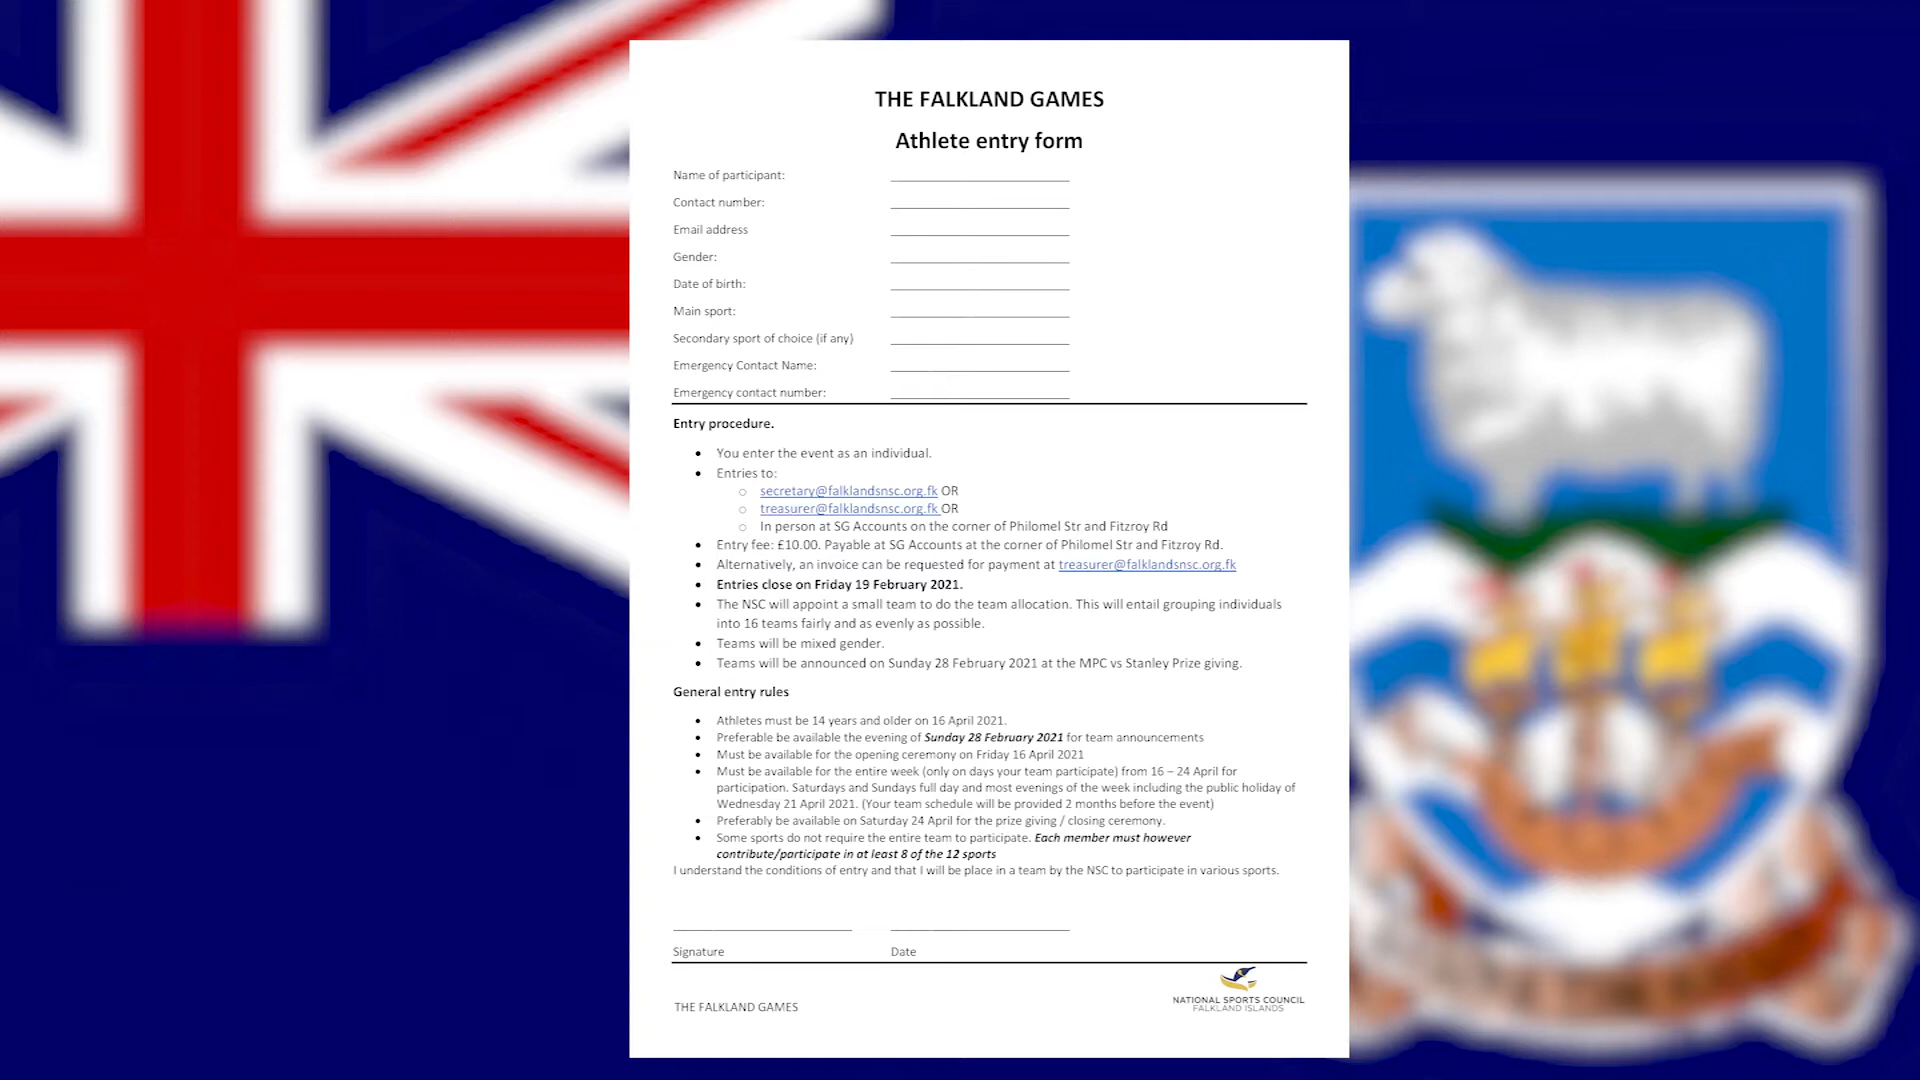 THE FALKLAND GAMES
Athlete entry form
Name of participant:
Contact number:
Email address
Gender:
Date of birth:
Main sport:
Secondary sport of choice (if any)
Emergency Contact Name:
Emergency contact number:
Entry procedure.
• You enter the event as an individual.
• Entries to:
○ secretary@falklandsnsc.org.fk OR
○ treasurer@falklandsnsc.org.fk OR
○ In person at SG Accounts on the corner of Philomel Str and Fitzroy Rd
• Entry fee: £10.00. Payable at SG Accounts at the corner of Philomel Str and Fitzroy Rd.
• Alternatively, an invoice can be requested for payment at treasurer@falklandsnsc.org.fk
• Entries close on Friday 19 February 2021.
• The NSC will appoint a small team to do the team allocation. This will entail grouping individuals
into 16 teams fairly and as evenly as possible.
• Teams will be mixed gender.
• Teams will be announced on Sunday 28 February 2021 at the MPC vs Stanley Prize giving.
General entry rules
• Athletes must be 14 years and older on 16 April 2021.
• Preferable be available the evening of Sunday 28 February 2021 for team announcements
• Must be available for the opening ceremony on Friday 16 April 2021
• Must be available for the entire week (only on days your team participate) from 16 – 24 April for
participation. Saturdays and Sundays full day and most evenings of the week including the public holiday of
Wednesday 21 April 2021. (Your team schedule will be provided 2 months before the event)
• Preferably be available on Saturday 24 April for the prize giving / closing ceremony.
• Some sports do not require the entire team to participate. Each member must however
contribute/participate in at least 8 of the 12 sports
I understand the conditions of entry and that I will be place in a team by the NSC to participate in various sports.
Signature Date
THE FALKLAND GAMES
NATIONAL SPORTS COUNCIL
FALKLAND ISLANDS